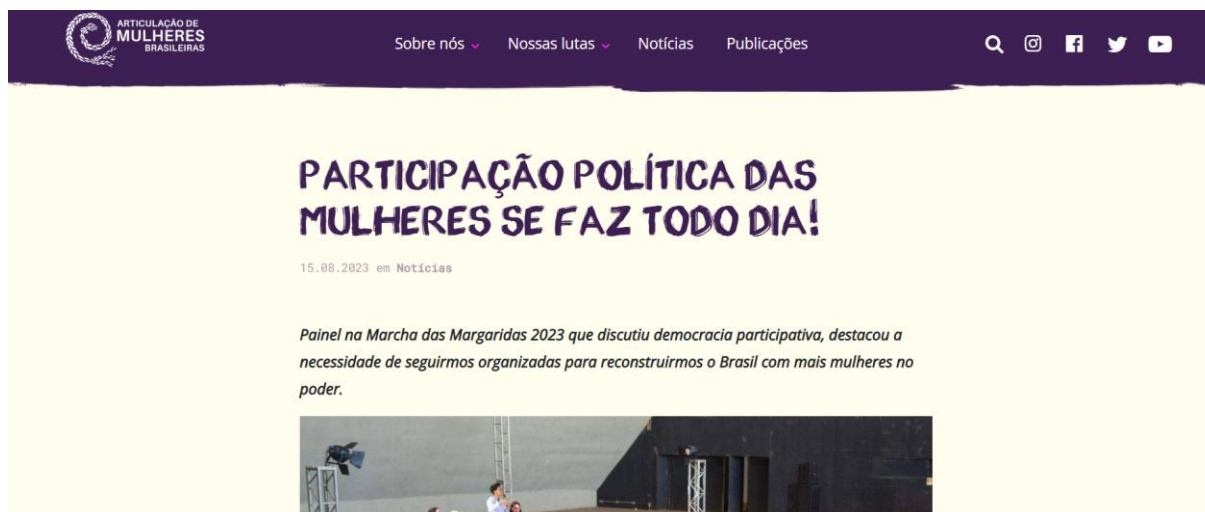 ARTICULAÇÃO DE
MULHERES
BRASILEIRAS
Sobre nós Nossas lutas Notícias Publicações
PARTICIPAÇÃO POLÍTICA DAS
MULHERES SE FAZ TODO DIA!
15.08.2023 em Notícias
Painel na Marcha das Margaridas 2023 que discutiu democracia participativa, destacou a
necessidade de seguirmos organizadas para reconstruirmos o Brasil com mais mulheres no
poder.